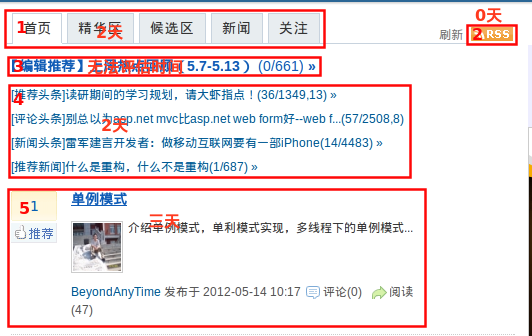 0天
1 首页 精华区 2天 候选区 新闻 关注
刷新 2 RSS
3【编辑推荐】上周热点回顾（5.7-5.13） (0/661) »
4
[推荐头条]读研期间的学习规划，请大虾指点！(36/1349,13) »
[评论头条]别总以为asp.net mvc比asp.net web form好--web f...(57/2508,8)
2天
[新闻头条]雷军建言开发者：做移动互联网要有一部iPhone(14/4483) »
[推荐新闻]什么是重构，什么不是重构(1/687) »
5 1 单例模式
推荐
三天
介绍单例模式，单利模式实现，多线程下的单例模式...
BeyondAnyTime 发布于 2012-05-14 10:17 评论(0) 阅读
(47)